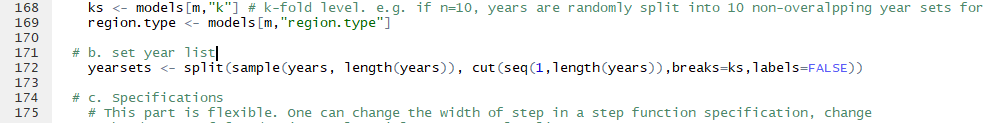 168 ks <- models[m,"k"] # k-fold level. e.g. if n=10, years are randomly split into 10 non-overalpping year sets for
169 region.type <- models[m,"region.type"]
170
171 # b. set year list
172 yearsets <- split(sample(years, length(years)), cut(seq(1,length(years)),breaks=ks,labels=FALSE))
173
174 # c. Specifications
175 # This part is flexible. One can change the width of step in a step function specification, change